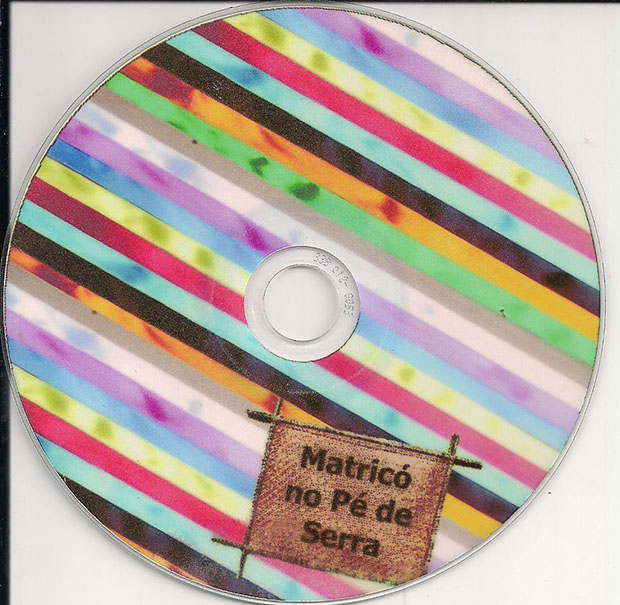 Matricó
no Pé de
Serra